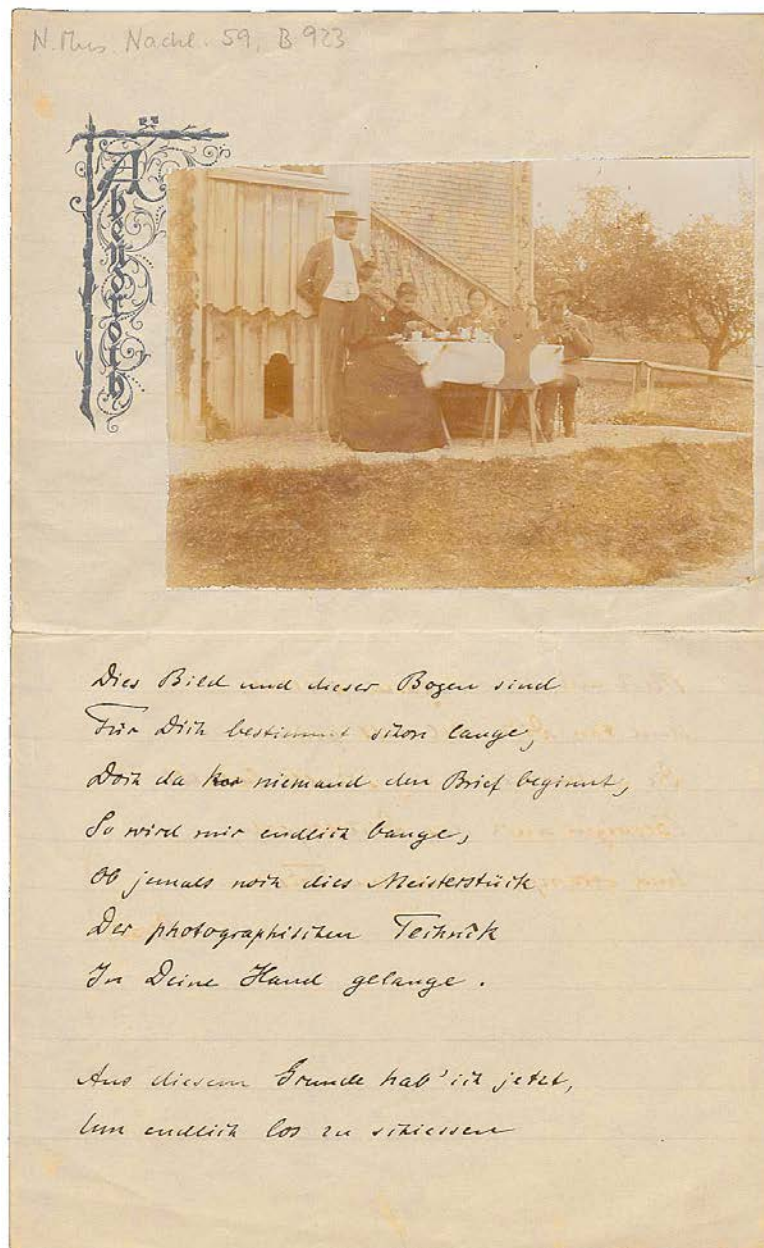 N. Mus. Nachl. 59, B 923
Abendroth
Dies Bild und dieser Bogen sind
Für Dich bestimmt schon lange,
Doch da niemand den Brief beginnt,
So wird mir endlich bange,
Ob jemals noch dies Meisterstück
Der photographischen Technik
In Deine Hand gelange.
Aus diesem Grunde hab' ich jetzt,
Um endlich los zu schiessen